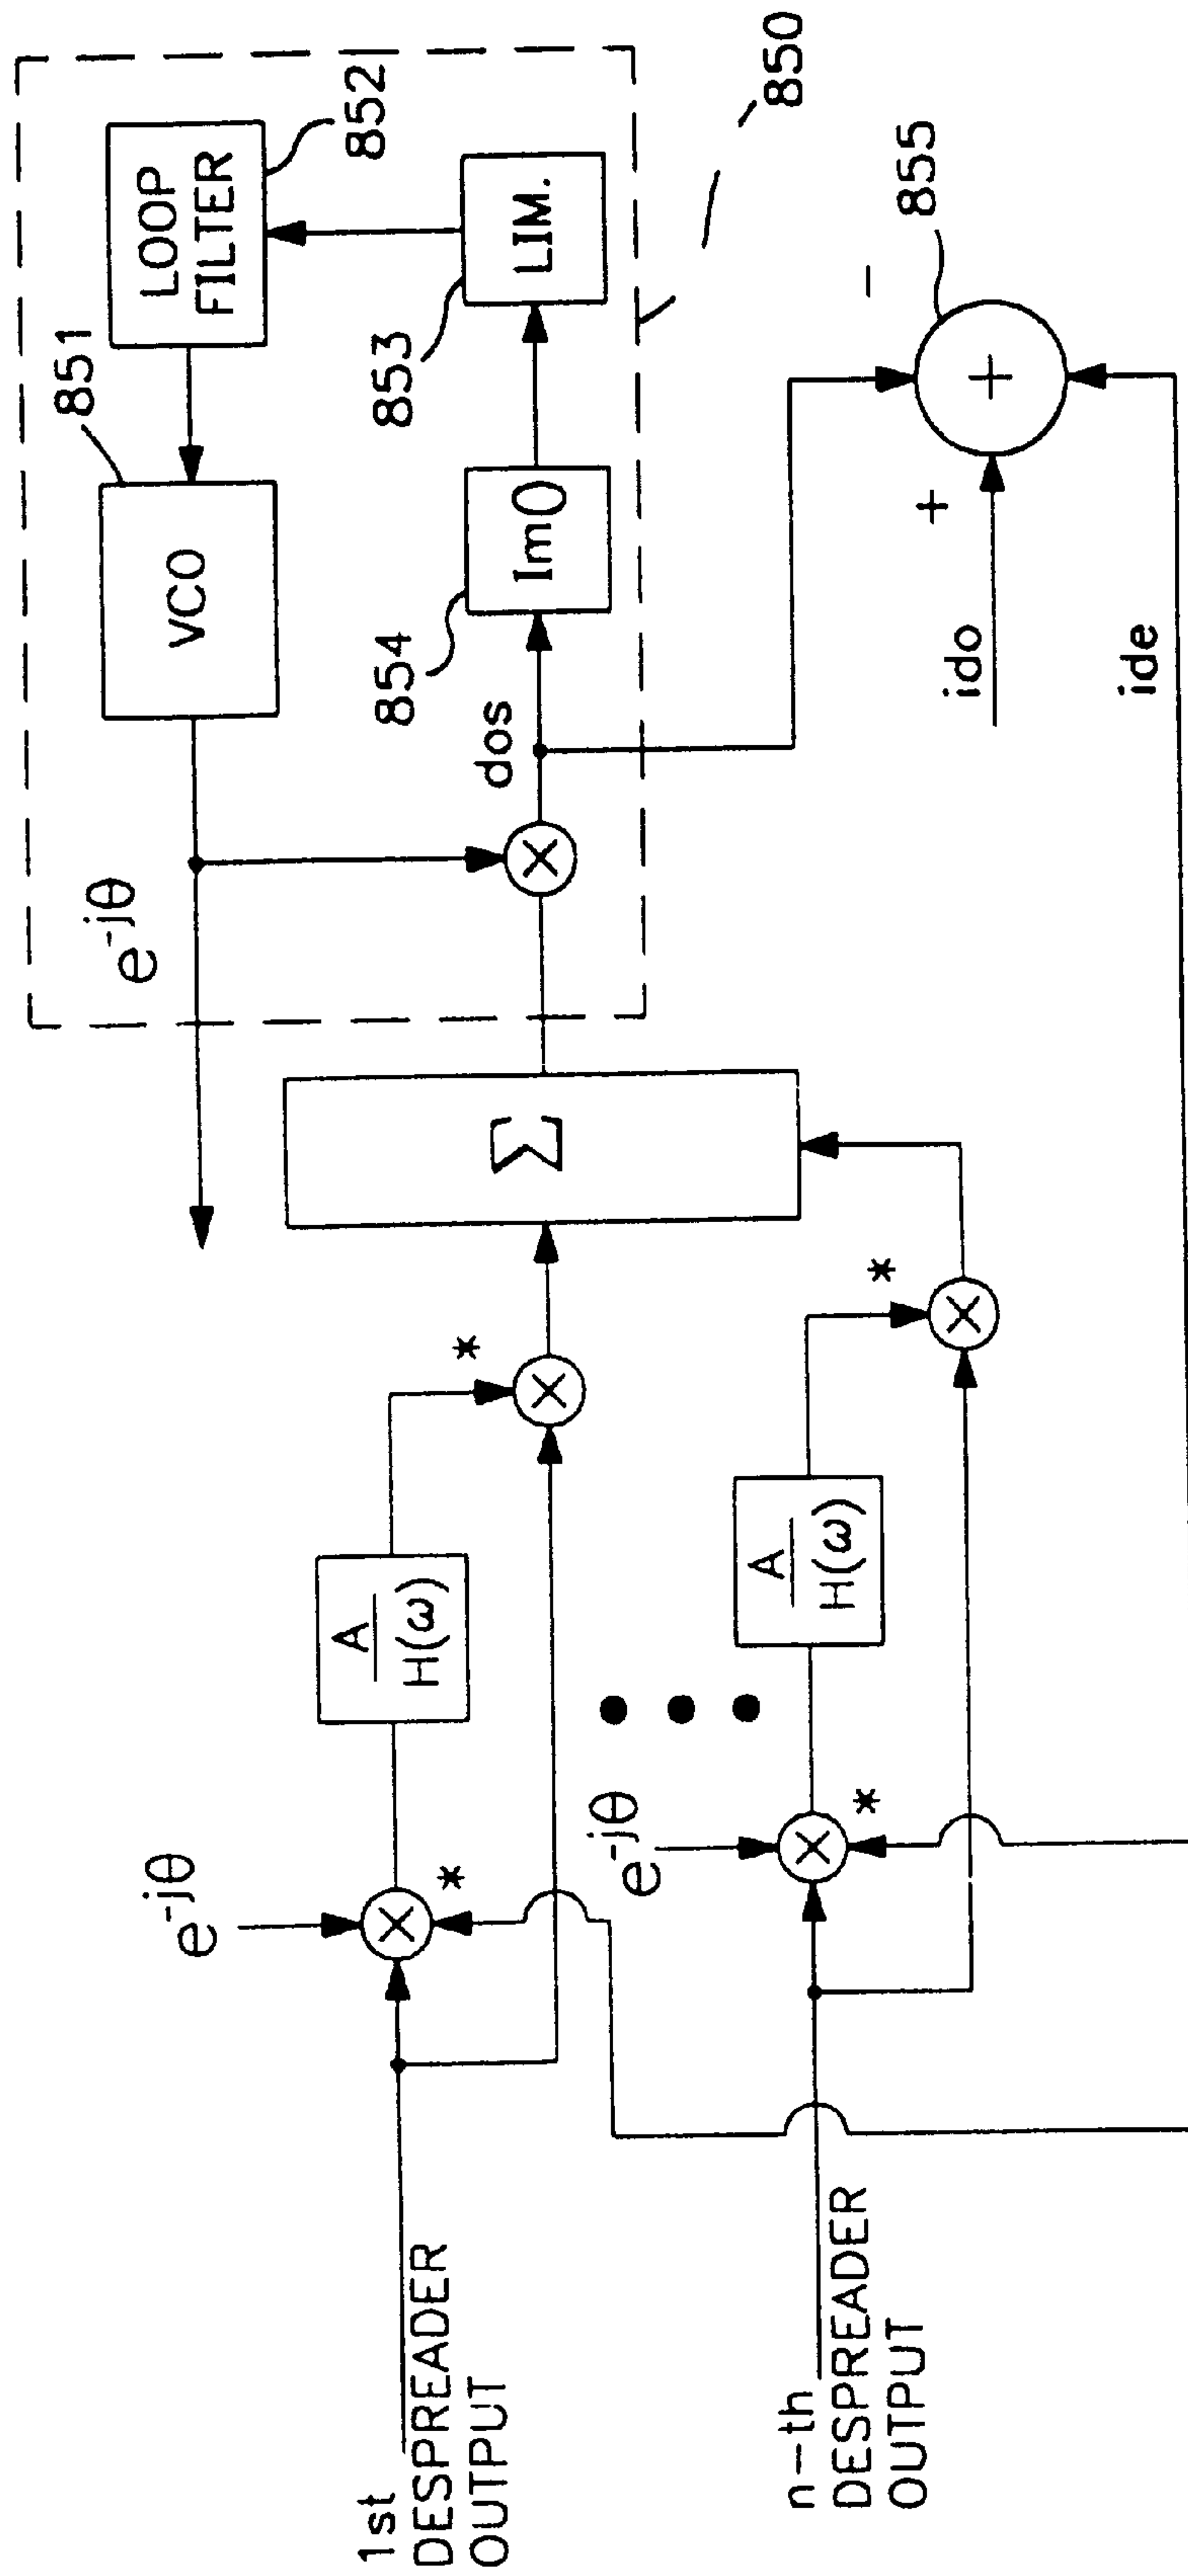 851
VCO
LOOP
FILTER
852
853
LIM.
854
Im()
dos
e^-jθ
850
Σ
*
A
H(ω)
e^-jθ
*
1st
DESPREADER
OUTPUT
*
A
H(ω)
e^-jθ
*
n-th
DESPREADER
OUTPUT
855
-
+
+
ido
ide